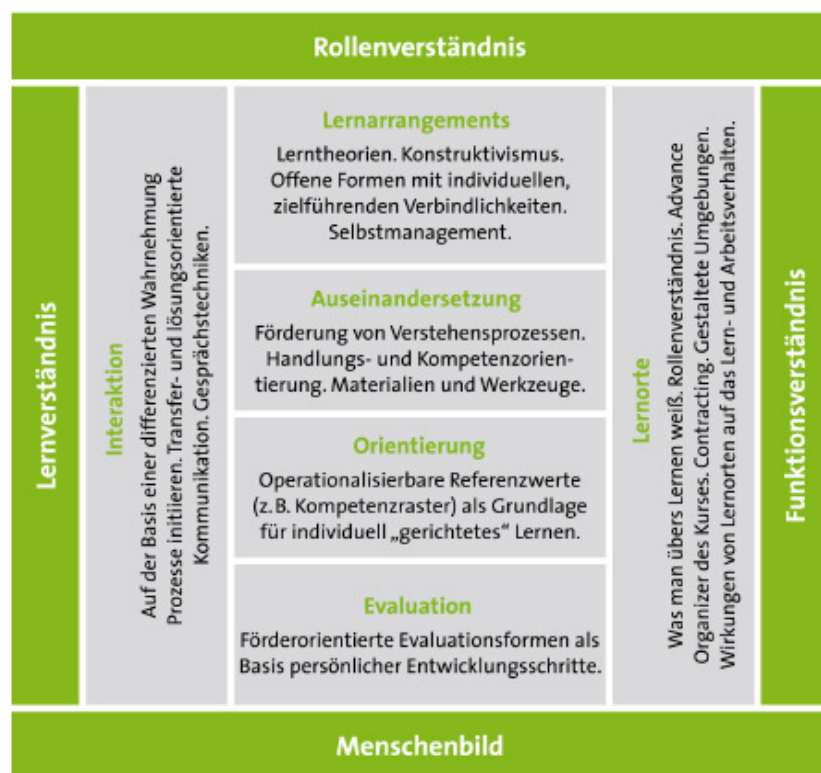 Rollenverständnis
Lernverständnis
Interaktion
Auf der Basis einer differenzierten Wahrnehmung
Prozesse initiieren. Transfer- und lösungsorientierte
Kommunikation. Gesprächstechniken.
Lernarrangements
Lerntheorien. Konstruktivismus.
Offene Formen mit individuellen,
zielführenden Verbindlichkeiten.
Selbstmanagement.
Auseinandersetzung
Förderung von Verstehensprozessen.
Handlungs- und Kompetenzorien-
tierung. Materialien und Werkzeuge.
Orientierung
Operationalisierbare Referenzwerte
(z. B. Kompetenzraster) als Grundlage
für individuell „gerichtetes“ Lernen.
Evaluation
Förderorientierte Evaluationsformen als
Basis persönlicher Entwicklungsschritte.
Lernorte
Was man übers Lernen weiß. Rollenverständnis. Advance
Organizer des Kurses. Contracting. Gestaltete Umgebungen.
Wirkungen von Lernorten auf das Lern- und Arbeitsverhalten.
Funktionsverständnis
Menschenbild